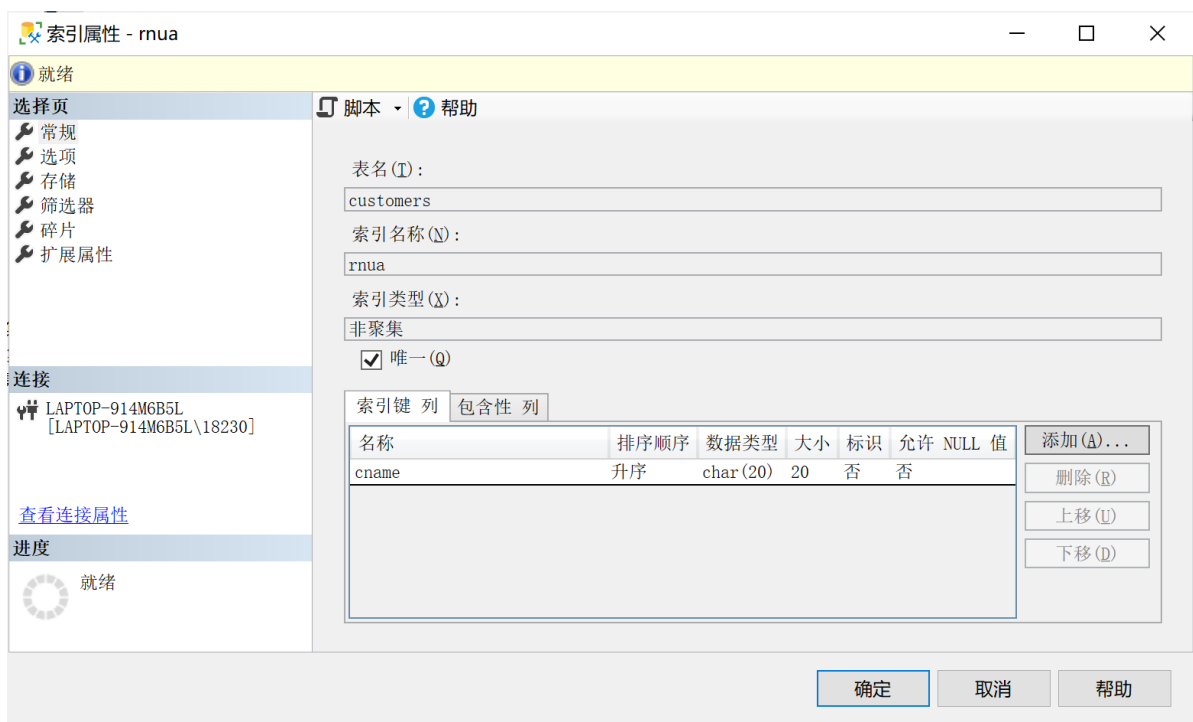 索引属性 - rnua
就绪
选择页
常规
选项
存储
筛选器
碎片
扩展属性
连接
LAPTOP-914M6B5L
[LAPTOP-914M6B5L\18230]
查看连接属性
进度
就绪
脚本 帮助
表名(T):
customers
索引名称(N):
rnua
索引类型(X):
非聚集
唯一(Q)
索引键 列 包含性 列
名称 排序顺序 数据类型 大小 标识 允许 NULL 值
cname 升序 char(20) 20 否 否
添加(A)...
删除(R)
上移(U)
下移(D)
确定 取消 帮助